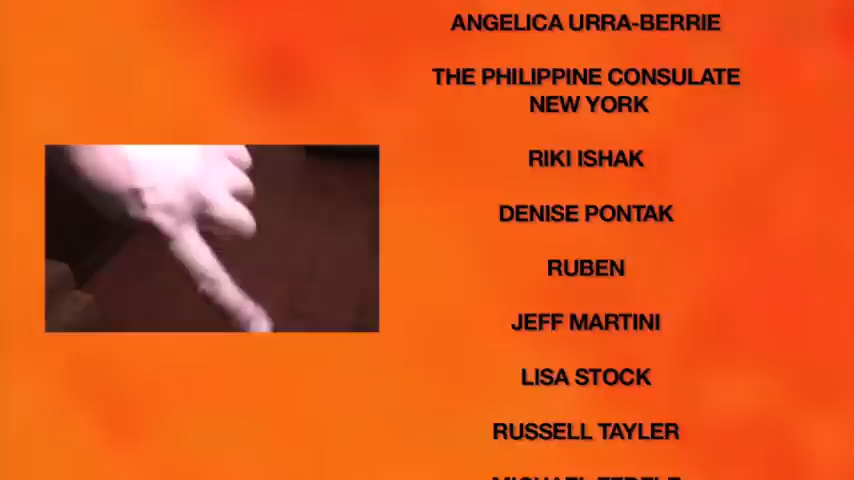 ANGELICA URRA-BERRIE
THE PHILIPPINE CONSULATE
NEW YORK
RIKI ISHAK
DENISE PONTAK
RUBEN
JEFF MARTINI
LISA STOCK
RUSSELL TAYLER